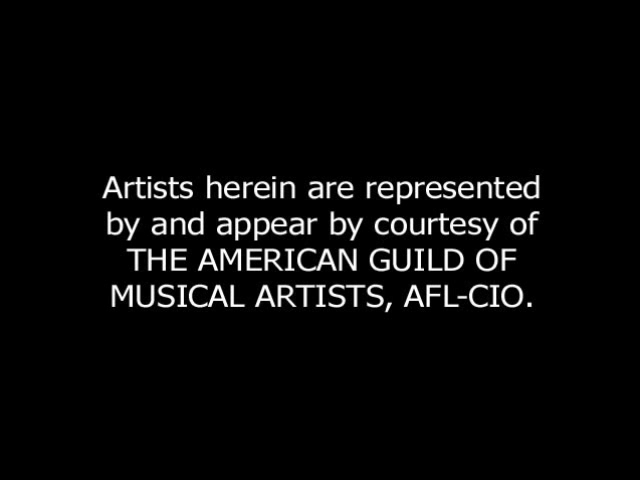 Artists herein are represented
by and appear by courtesy of
THE AMERICAN GUILD OF
MUSICAL ARTISTS, AFL-CIO.